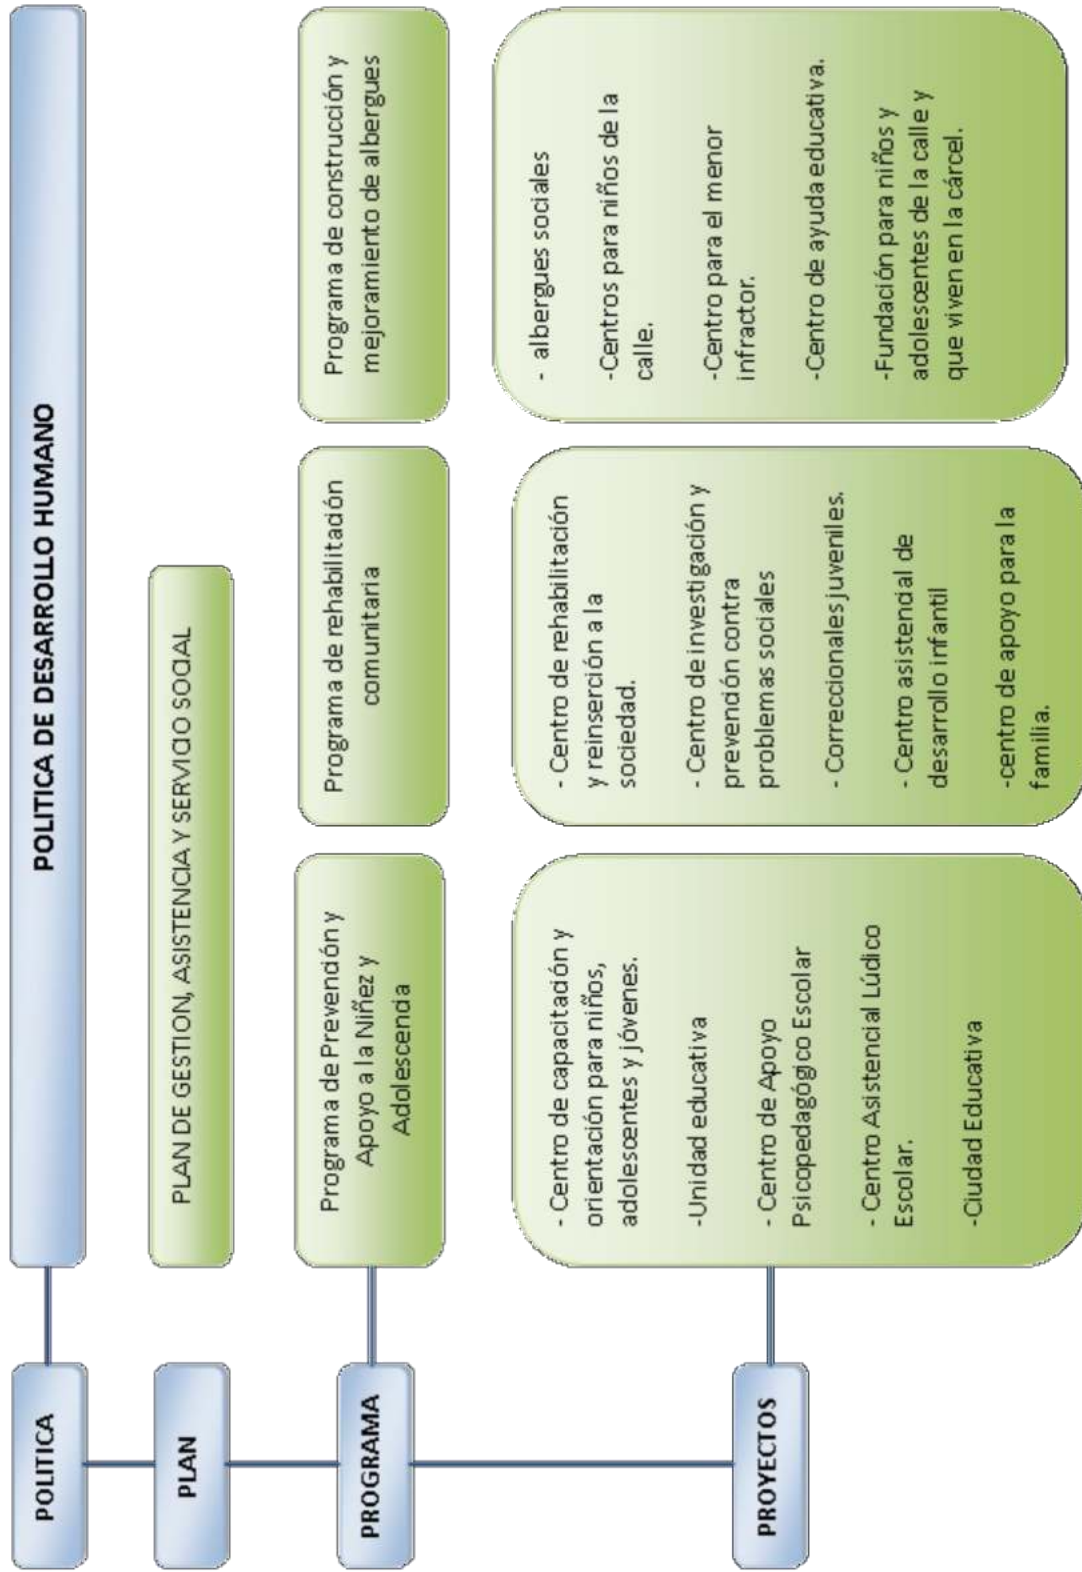 POLITICA
POLITICA DE DESARROLLO HUMANO
PLAN
PLAN DE GESTION, ASISTENCIA Y SERVICIO SOCIAL
PROGRAMA
Programa de Prevención y
Apoyo a la Niñez y
Adolescencia
Programa de rehabilitación
comunitaria
Programa de construcción y
mejoramiento de albergues
PROYECTOS
- Centro de capacitación y
orientación para niños,
adolescentes y jóvenes.
-Unidad educativa
- Centro de Apoyo
Psicopedagógico Escolar
- Centro Asistencial Lúdico
Escolar.
-Ciudad Educativa
- Centro de rehabilitación
y reinserción a la
sociedad.
- Centro de investigación y
prevención contra
problemas sociales
- Correccionales juveniles.
- Centro asistencial de
desarrollo infantil
-centro de apoyo para la
familia.
- albergues sociales
-Centros para niños de la
calle.
-Centro para el menor
infractor.
-Centro de ayuda educativa.
-Fundación para niños y
adolescentes de la calle y
que viven en la cárcel.